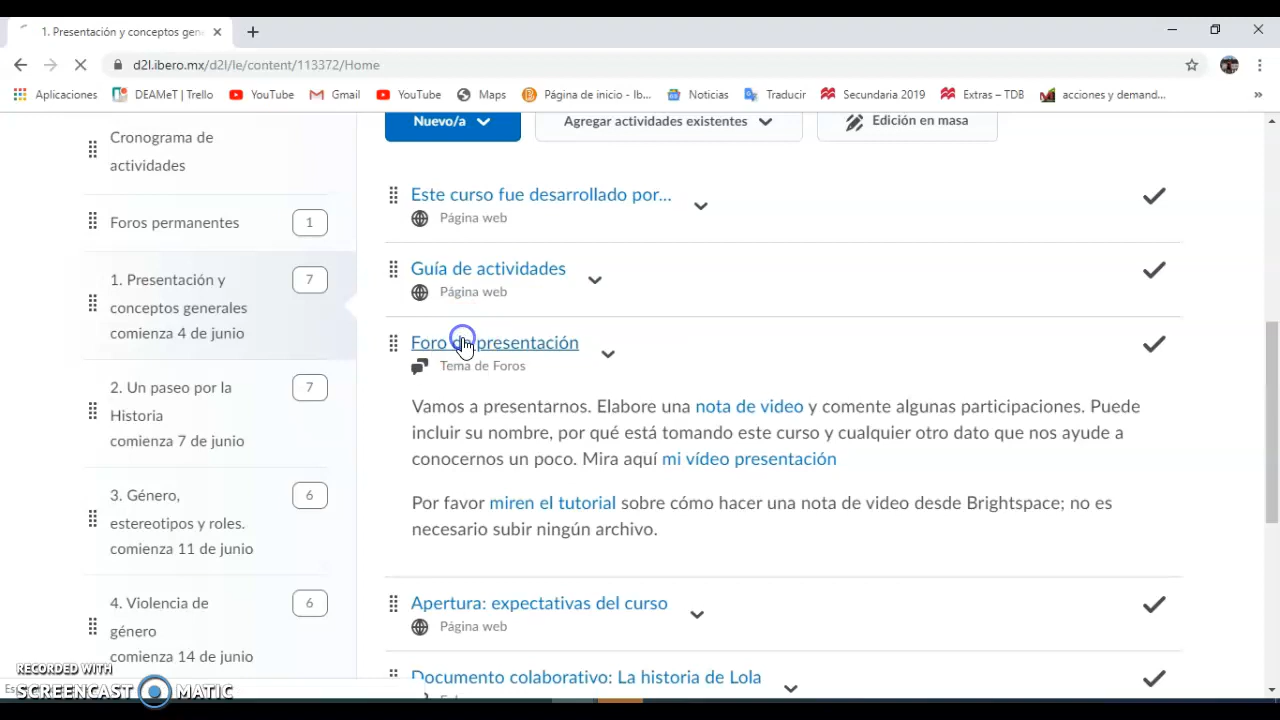 1. Presentación y conceptos gen
d2l.ibero.mx/d2l/le/content/113372/Home
Aplicaciones DEAMeT | Trello YouTube Gmail YouTube Maps Página de inicio - Ib... Noticias Traducir Secundaria 2019 Extras – TDB acciones y demand... »
Nuevo/a Agregar actividades existentes Edición en masa
Cronograma de
actividades
Foros permanentes 1
1. Presentación y 7
conceptos generales
comienza 4 de junio
2. Un paseo por la 7
Historia
comienza 7 de junio
3. Género, 6
estereotipos y roles.
comienza 11 de junio
4. Violencia de 6
género
comienza 14 de junio
Este curso fue desarrollado por...
Página web
Guía de actividades
Página web
Foro de presentación
Tema de Foros
Vamos a presentarnos. Elabore una nota de video y comente algunas participaciones. Puede
incluir su nombre, por qué está tomando este curso y cualquier otro dato que nos ayude a
conocernos un poco. Mira aquí mi vídeo presentación
Por favor miren el tutorial sobre cómo hacer una nota de video desde Brightspace; no es
necesario subir ningún archivo.
Apertura: expectativas del curso
Página web
Documento colaborativo: La historia de Lola
RECORDED WITH
SCREENCAST MATIC